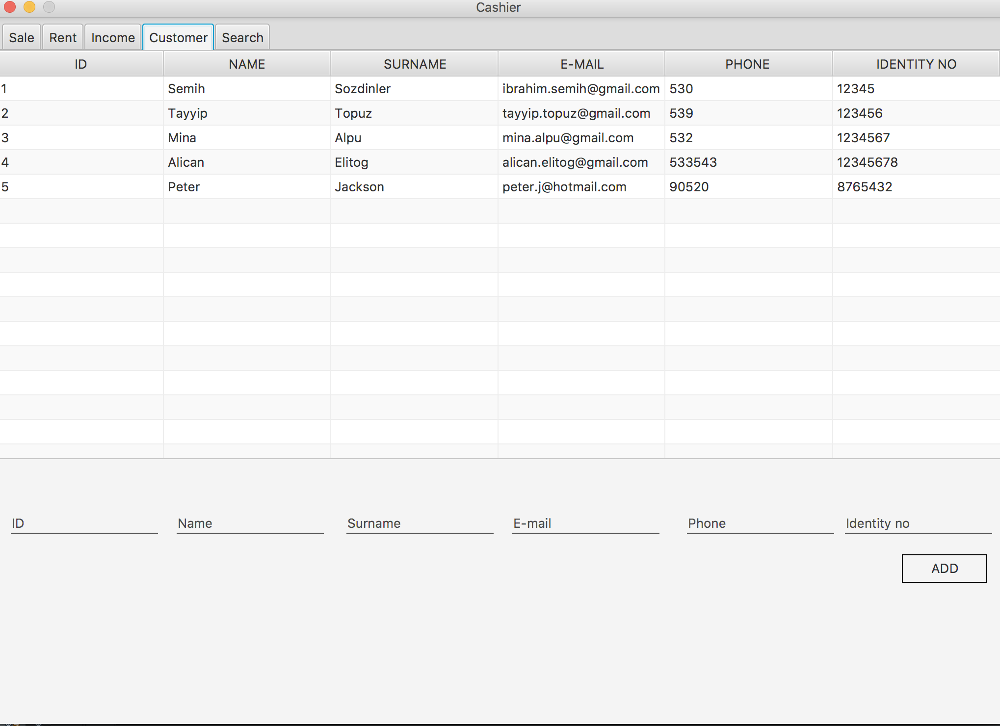 Cashier
Sale Rent Income Customer Search
ID NAME SURNAME E-MAIL PHONE IDENTITY NO
1 Semih Sozdinler ibrahim.semih@gmail.com 530 12345
2 Tayyip Topuz tayyip.topuz@gmail.com 539 123456
3 Mina Alpu mina.alpu@gmail.com 532 1234567
4 Alican Elitog alican.elitog@gmail.com 533543 12345678
5 Peter Jackson peter.j@hotmail.com 90520 8765432
ID Name Surname E-mail Phone Identity no
ADD